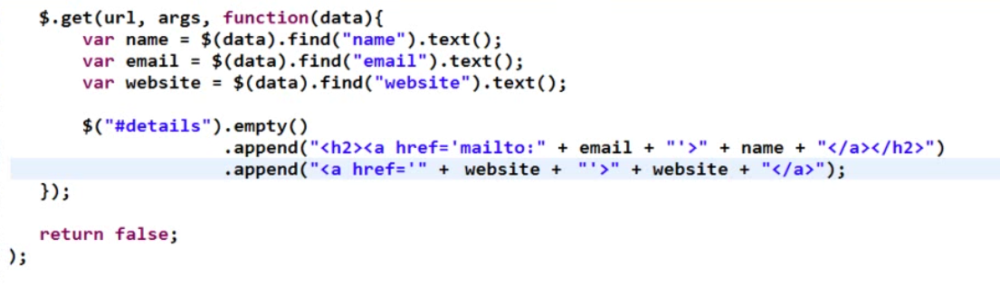 $.get(url, args, function(data){
var name = $(data).find("name").text();
var email = $(data).find("email").text();
var website = $(data).find("website").text();
$("#details").empty()
.append("<h2><a href='mailto:" + email + "'>" + name + "</a></h2>")
.append("<a href='" + website + "'>" + website + "</a>");
});
return false;
);